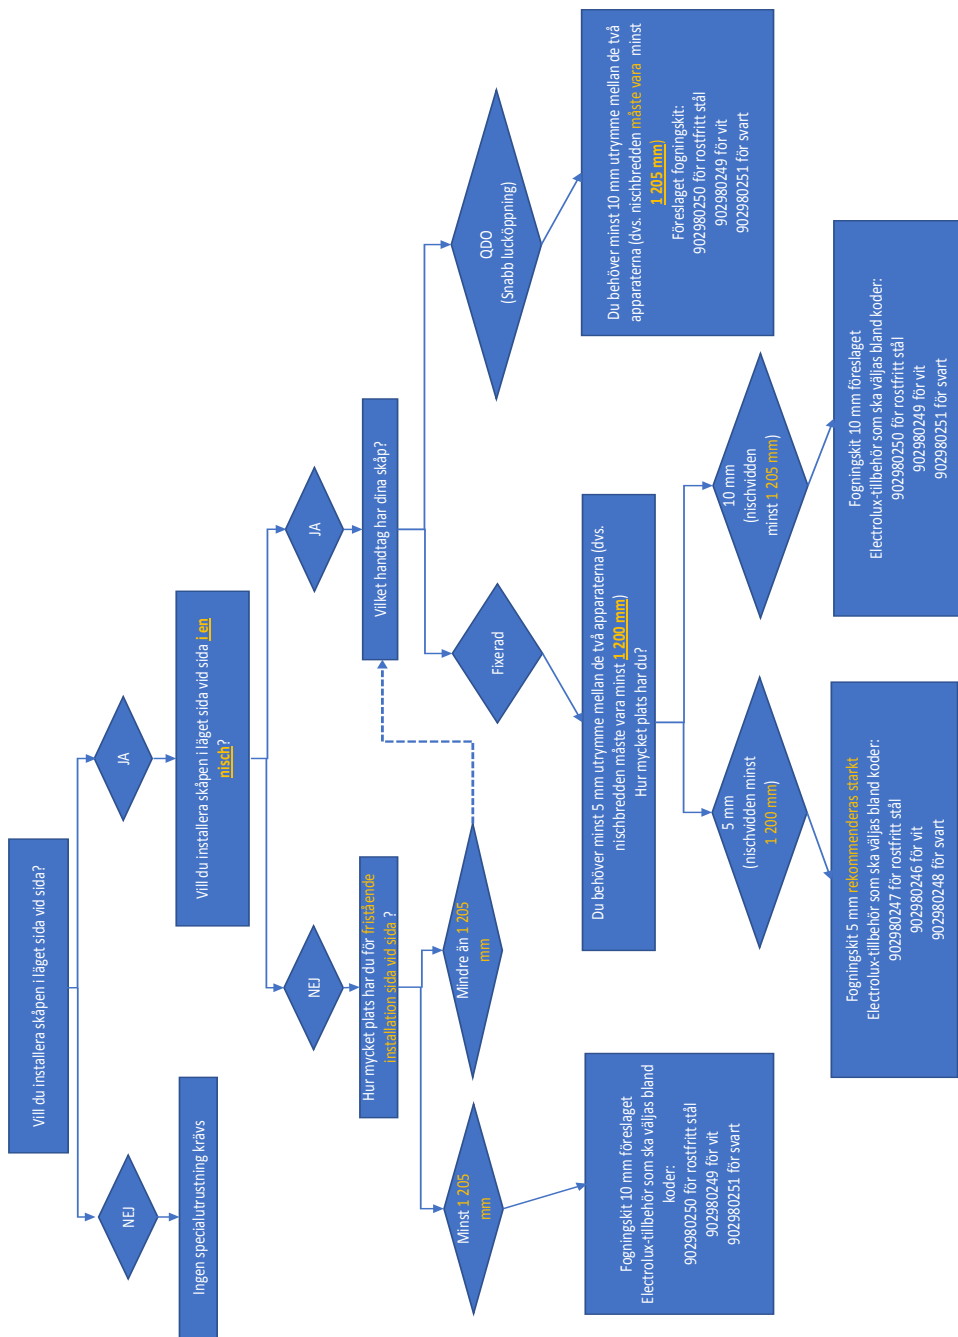 Vill du installera skåpen i läget sida vid sida?
NEJ
JA
Ingen specialutrustning krävs
Vill du installera skåpen i läget sida vid sida i en
nisch?
NEJ
JA
Hur mycket plats har du för fristående
installation sida vid sida ?
Vilket handtag har dina skåp?
Minst 1 205
mm
Mindre än 1 205
mm
Fixerad
QDO
(Snabb lucköppning)
Fogningskit 10 mm föreslaget
Electrolux-tillbehör som ska väljas bland
koder:
902980250 för rostfritt stål
902980249 för vit
902980251 för svart
Du behöver minst 5 mm utrymme mellan de två apparaterna (dvs.
nischbredden måste vara minst 1 200 mm)
Hur mycket plats har du?
Du behöver minst 10 mm utrymme mellan de två
apparaterna (dvs. nischbredden måste vara minst
1 205 mm)
Föreslaget fogningskit:
902980250 för rostfritt stål
902980249 för vit
902980251 för svart
5 mm
(nischvidden minst
1 200 mm)
10 mm
(nischvidden
minst 1 205 mm)
Fogningskit 5 mm rekommenderas starkt
Electrolux-tillbehör som ska väljas bland koder:
902980247 för rostfritt stål
902980246 för vit
902980248 för svart
Fogningskit 10 mm föreslaget
Electrolux-tillbehör som ska väljas bland koder:
902980250 för rostfritt stål
902980249 för vit
902980251 för svart